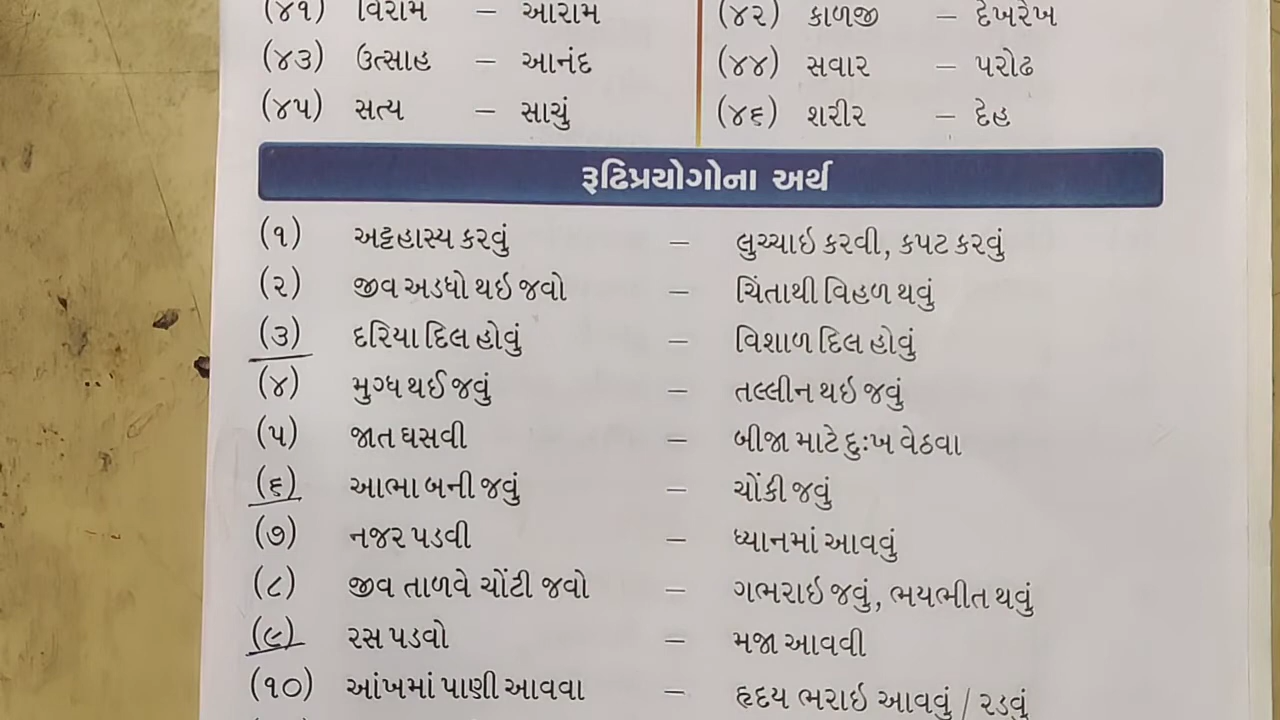 (૪૧) વિરામ – આરામ (૪૨) કાળજી – દેખરેખ
(૪૩) ઉત્સાહ – આનંદ (૪૪) સવાર – પરોઢ
(૪૫) સત્ય – સાચું (૪૬) શરીર – દેહ
રૂઢિપ્રયોગોના અર્થ
(૧) અટ્ટહાસ્ય કરવું – લુચ્ચાઇ કરવી, કપટ કરવું
(૨) જીવ અડધો થઇ જવો – ચિંતાથી વિહળ થવું
(૩) દરિયા દિલ હોવું – વિશાળ દિલ હોવું
(૪) મુગ્ધ થઈ જવું – તલ્લીન થઇ જવું
(૫) જાત ઘસવી – બીજા માટે દુઃખ વેઠવા
(૬) આભા બની જવું – ચોંકી જવું
(૭) નજર પડવી – ધ્યાનમાં આવવું
(૮) જીવ તાળવે ચોંટી જવો – ગભરાઇ જવું, ભયભીત થવું
(૯) રસ પડવો – મજા આવવી
(૧૦) આંખમાં પાણી આવવા – હૃદય ભરાઇ આવવું / રડવું